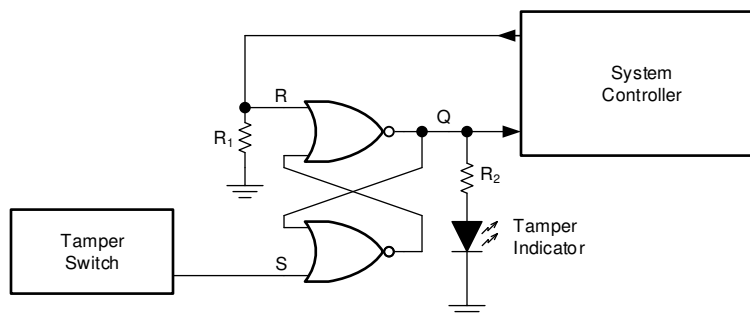 System
Controller
R
Q
R1
R2
Tamper
Switch
S
Tamper
Indicator